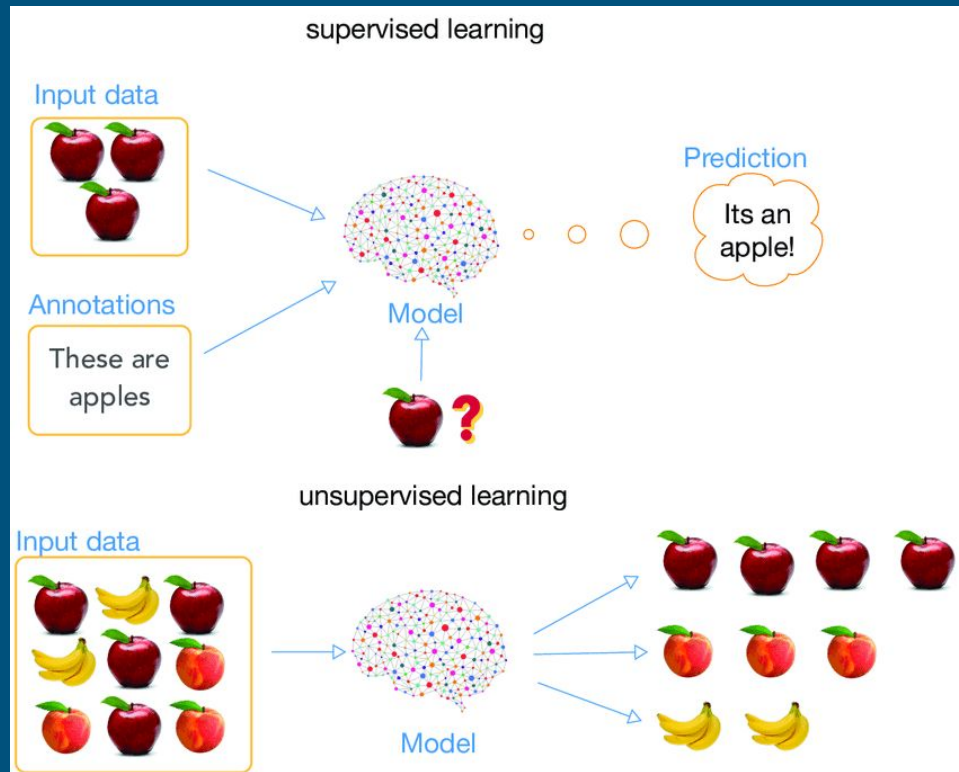 supervised learning
Input data
Prediction
Its an
apple!
Annotations
Model
These are
apples
?
unsupervised learning
Input data
Model